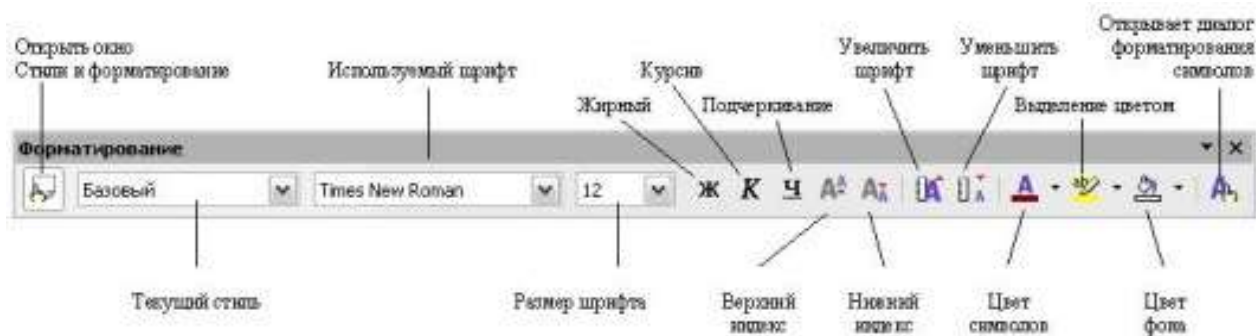 Открыть окно
Стили и форматирование
Используемый шрифт
Курсив
Увеличить
шрифт
Уменьшить
шрифт
Открывает диалог
форматирования
символов
Жирный
Подчеркивание
Выделение цветом
Форматирование
Базовый
Times New Roman
12
Ж К Ч
Текущий стиль
Размер шрифта
Верхний
индекс
Нижний
индекс
Цвет
символов
Цвет
фона